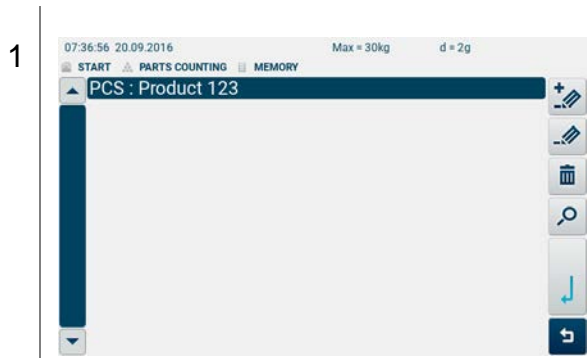 1
07:36:56 20.09.2016 Max = 30kg d = 2g
START PARTS COUNTING MEMORY
PCS : Product 123